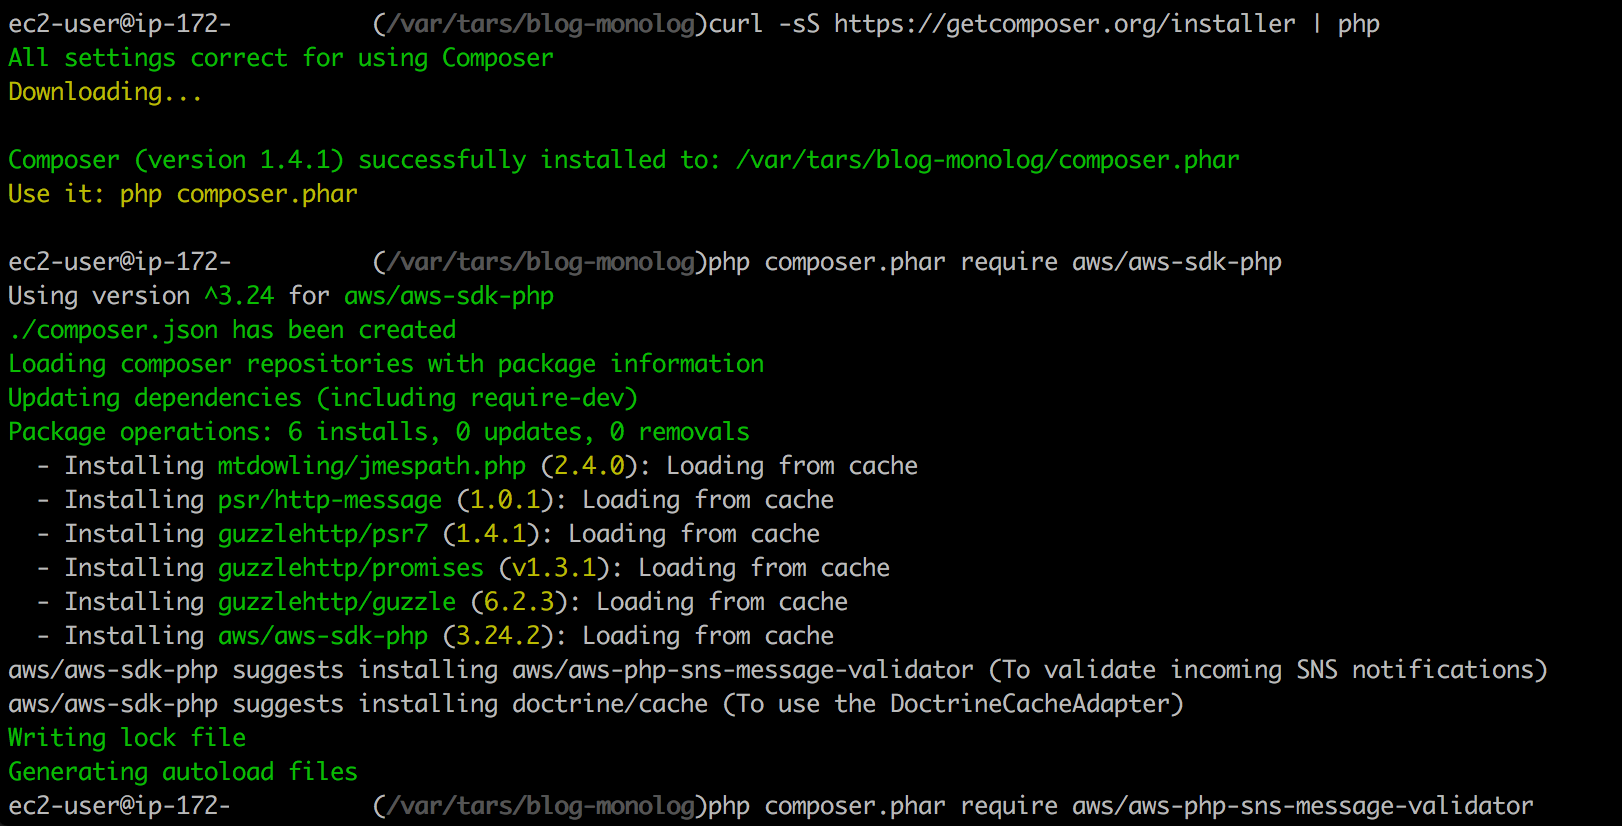 ec2-user@ip-172- (/var/tars/blog-monolog)curl -sS https://getcomposer.org/installer | php
All settings correct for using Composer
Downloading...
Composer (version 1.4.1) successfully installed to: /var/tars/blog-monolog/composer.phar
Use it: php composer.phar
ec2-user@ip-172- (/var/tars/blog-monolog)php composer.phar require aws/aws-sdk-php
Using version ^3.24 for aws/aws-sdk-php
./composer.json has been created
Loading composer repositories with package information
Updating dependencies (including require-dev)
Package operations: 6 installs, 0 updates, 0 removals
- Installing mtdowling/jmespath.php (2.4.0): Loading from cache
- Installing psr/http-message (1.0.1): Loading from cache
- Installing guzzlehttp/psr7 (1.4.1): Loading from cache
- Installing guzzlehttp/promises (v1.3.1): Loading from cache
- Installing guzzlehttp/guzzle (6.2.3): Loading from cache
- Installing aws/aws-sdk-php (3.24.2): Loading from cache
aws/aws-sdk-php suggests installing aws/aws-php-sns-message-validator (To validate incoming SNS notifications)
aws/aws-sdk-php suggests installing doctrine/cache (To use the DoctrineCacheAdapter)
Writing lock file
Generating autoload files
ec2-user@ip-172- (/var/tars/blog-monolog)php composer.phar require aws/aws-php-sns-message-validator